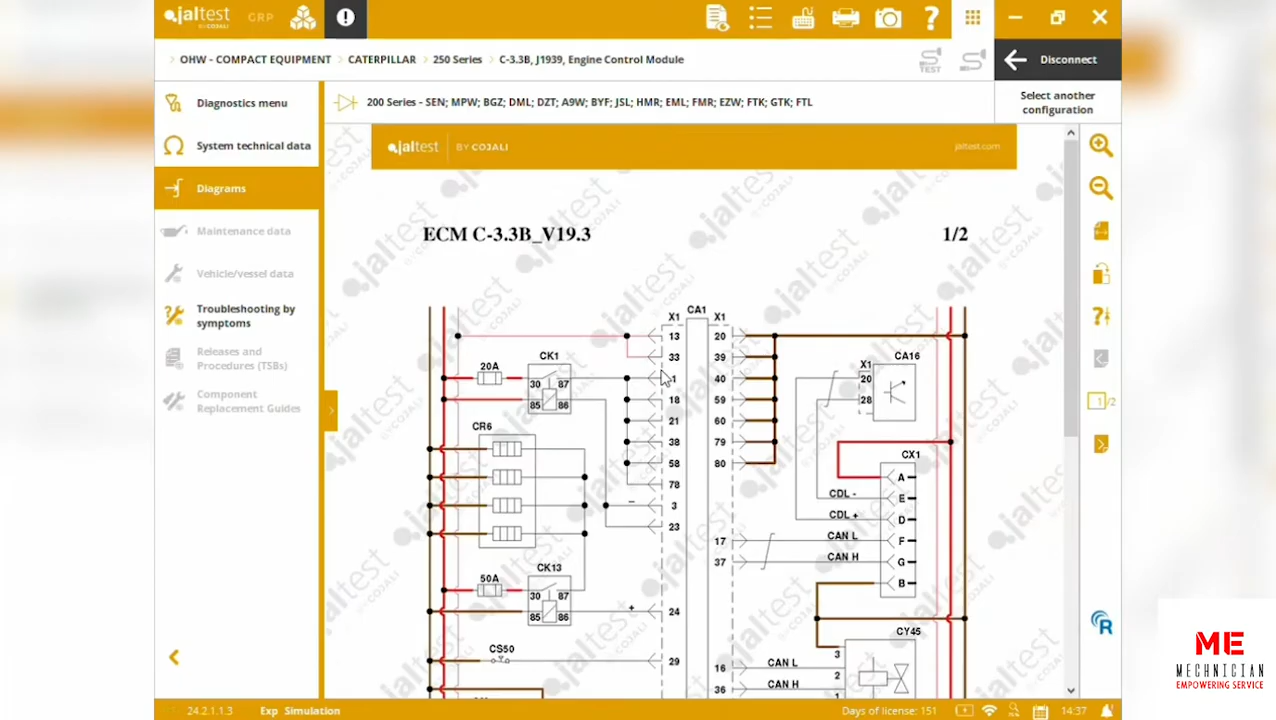 jaltest GRP
OHW - COMPACT EQUIPMENT CATERPILLAR 250 Series C-3.3B, J1939, Engine Control Module
TEST
Disconnect
Diagnostics menu
System technical data
Diagrams
Maintenance data
Vehicle/vessel data
Troubleshooting by
symptoms
Releases and
Procedures (TSBs)
Component
Replacement Guides
200 Series - SEN; MPW; BGZ; DML; DZT; A9W; BYF; JSL; HMR; EML; FMR; EZW; FTK; GTK; FTL
Select another
configuration
jaltest BY COJALI jaltest.com
ECM C-3.3B_V19.3 1/2
X1 CA1 X1
13 20
33 39
CK1 CA16
20A 30 87 1 40 X1 20
85 86 18 59 28
CR6 21 60
38 79
58 80 CX1
78 A
3 CDL - E
23 CDL + D
17 CAN L F
37 CAN H G
CK13 B
50A 30 87
85 86 + 24
CY45
CS50 29 3
16 CAN L 2
36 CAN H 1
1 /2
R
ME
MECHNICIAN
EMPOWERING SERVICE
24.2.1.1.3 Exp Simulation Days of license: 151 14:37